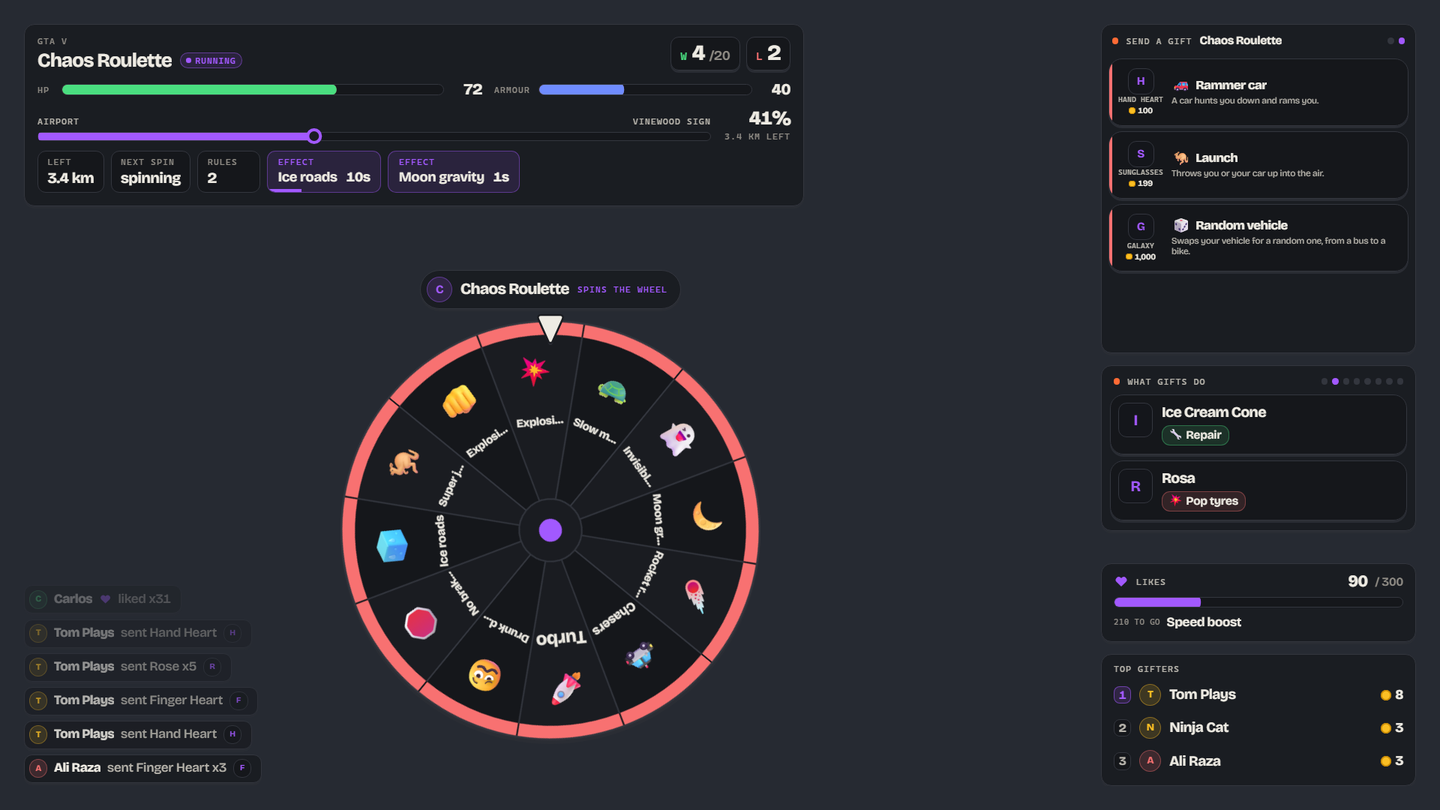 GTA V
Chaos Roulette RUNNING
W 4 /20 L 2
HP 72 ARMOUR 40
AIRPORT VINEWOOD SIGN 41%
3.4 KM LEFT
LEFT
3.4 km
NEXT SPIN
spinning
RULES
2
EFFECT
Ice roads 10s
EFFECT
Moon gravity 1s
C Chaos Roulette SPINS THE WHEEL
Explosi...
Slow m...
Invisibl...
Moon gr...
Rocket r...
Chasers
Turbo
Drunk d...
No brak...
Ice roads
Super j...
Explosi...
C Carlos liked x31
T Tom Plays sent Hand Heart H
T Tom Plays sent Rose x5 R
T Tom Plays sent Finger Heart F
T Tom Plays sent Hand Heart H
A Ali Raza sent Finger Heart x3 F
SEND A GIFT Chaos Roulette
H
HAND HEART
100
Rammer car
A car hunts you down and rams you.
S
SUNGLASSES
199
Launch
Throws you or your car up into the air.
G
GALAXY
1,000
Random vehicle
Swaps your vehicle for a random one, from a bus to a
bike.
WHAT GIFTS DO
I
Ice Cream Cone
Repair
R
Rosa
Pop tyres
LIKES 90 / 300
210 TO GO Speed boost
TOP GIFTERS
1 T Tom Plays 8
2 N Ninja Cat 3
3 A Ali Raza 3